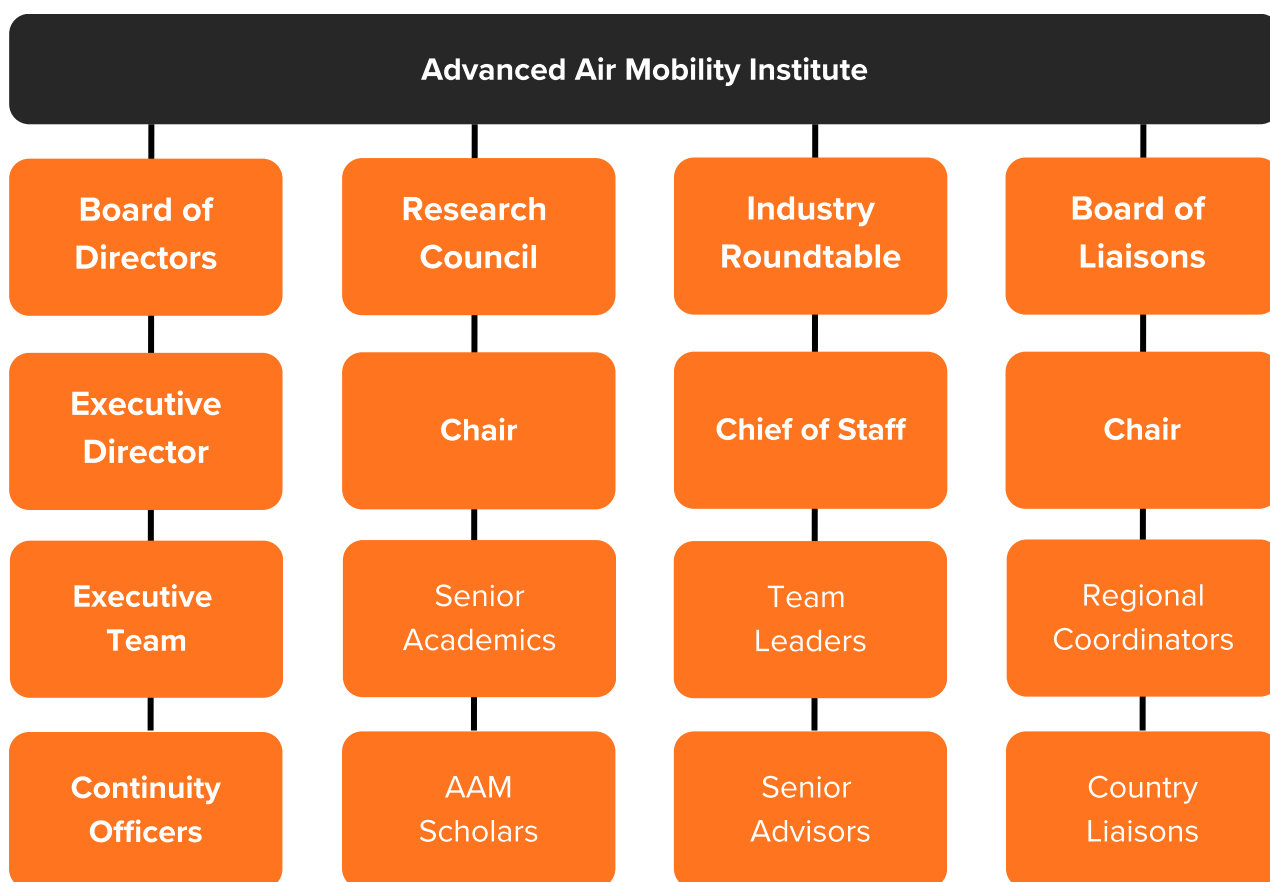 Advanced Air Mobility Institute
Board of
Directors
Research
Council
Industry
Roundtable
Board of
Liaisons
Executive
Director
Chair
Chief of Staff
Chair
Executive
Team
Senior
Academics
Team
Leaders
Regional
Coordinators
Continuity
Officers
AAM
Scholars
Senior
Advisors
Country
Liaisons